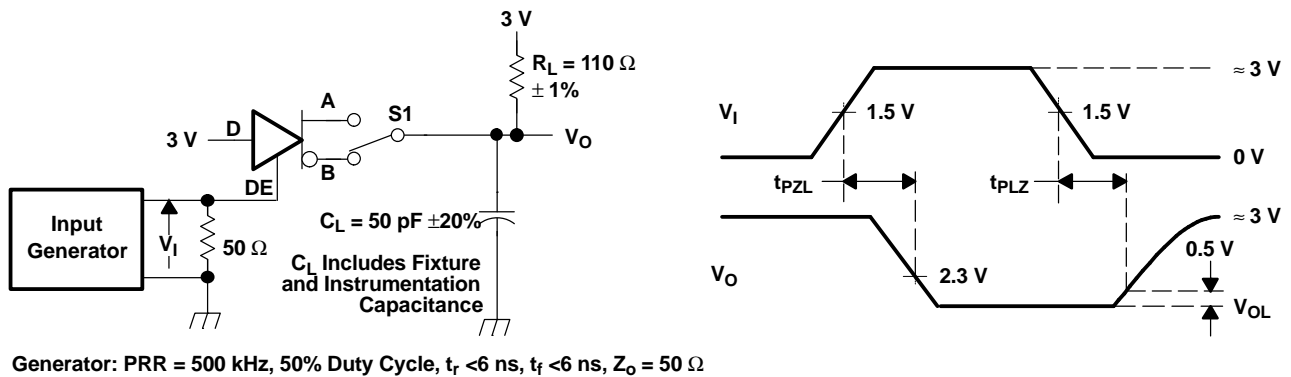 3 V
R_L = 110 Ω
± 1%
A
S1
3 V
D
B
V_O
DE
Input
Generator
V_I
50 Ω
C_L = 50 pF ±20%
C_L Includes Fixture
and Instrumentation
Capacitance
≈ 3 V
V_I
1.5 V
1.5 V
0 V
t_PZL
t_PLZ
≈ 3 V
0.5 V
V_O
2.3 V
V_OL
Generator: PRR = 500 kHz, 50% Duty Cycle, t_r <6 ns, t_f <6 ns, Z_o = 50 Ω